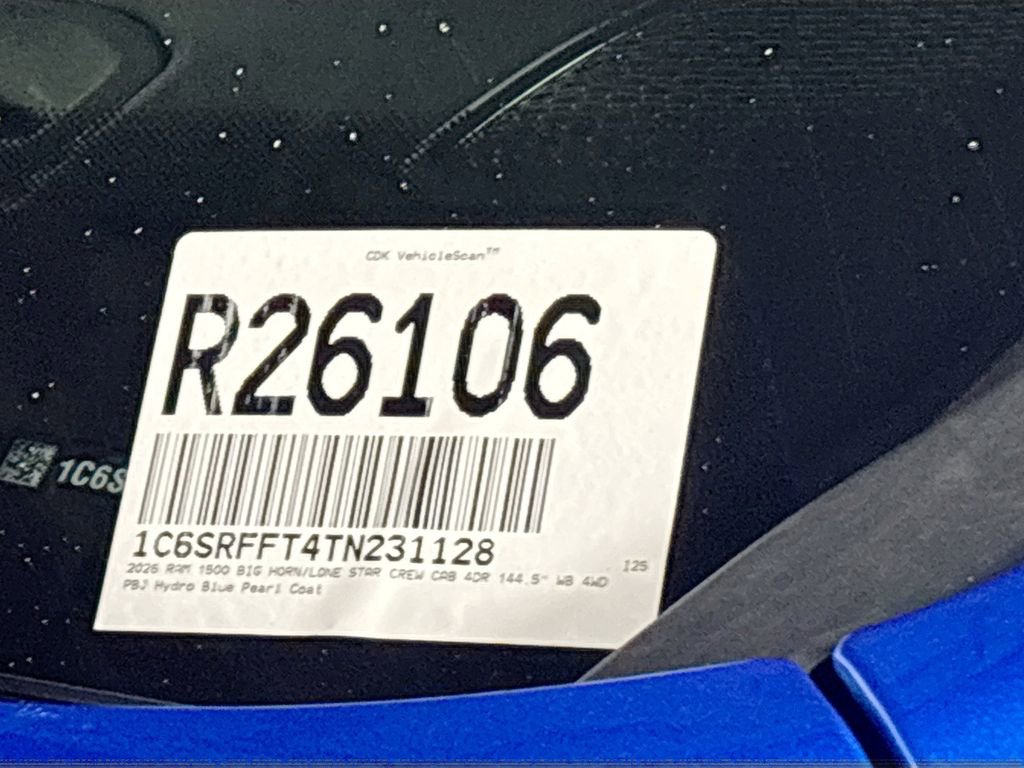 CDK VehicleScan™
R26106
1C6S
1C6SRFFT4TN231128
2026 RAM 1500 BIG HORN/LONE STAR CREW CAB 4DR 144.5" WB 4WD 125
PBJ Hydro Blue Pearl Coat